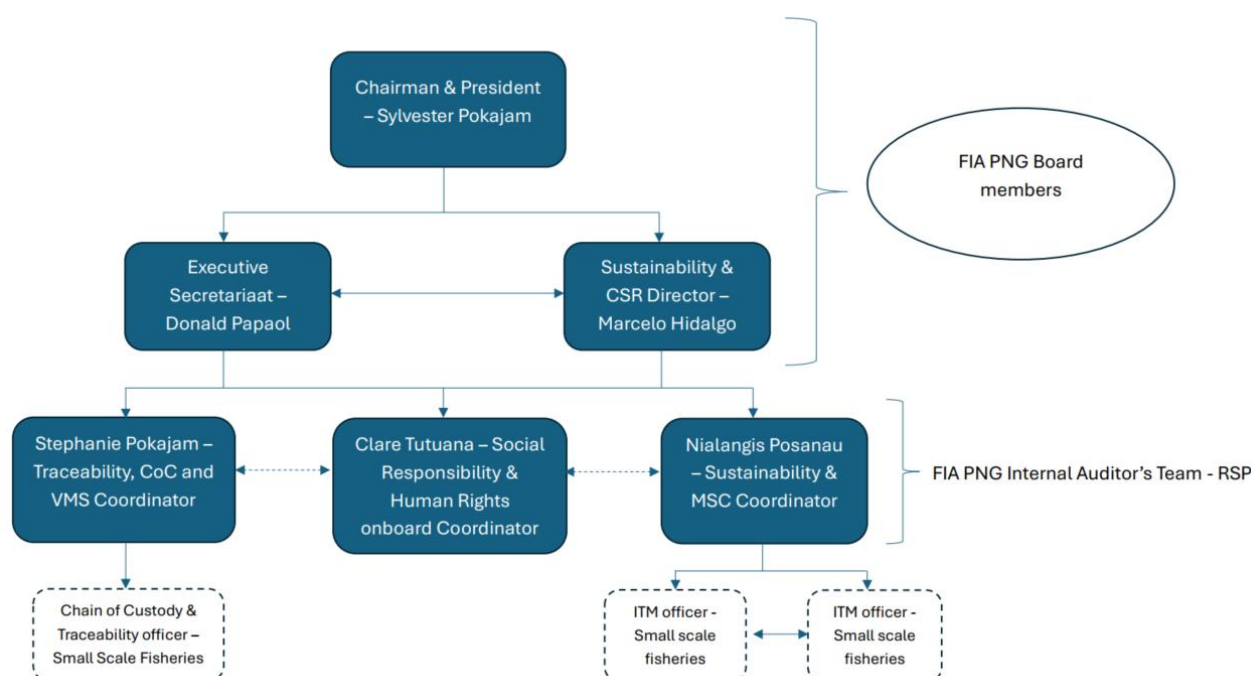 Chairman & President
– Sylvester Pokajam
FIA PNG Board
members
Executive
Secretariaat –
Donald Papaol
Sustainability &
CSR Director –
Marcelo Hidalgo
Stephanie Pokajam –
Traceability, CoC and
VMS Coordinator
Clare Tutuana – Social
Responsibility &
Human Rights
onboard Coordinator
Nialangis Posanau
– Sustainability &
MSC Coordinator
FIA PNG Internal Auditor’s Team - RSP
Chain of Custody &
Traceability officer –
Small Scale Fisheries
ITM officer -
Small scale
fisheries
ITM officer -
Small scale
fisheries